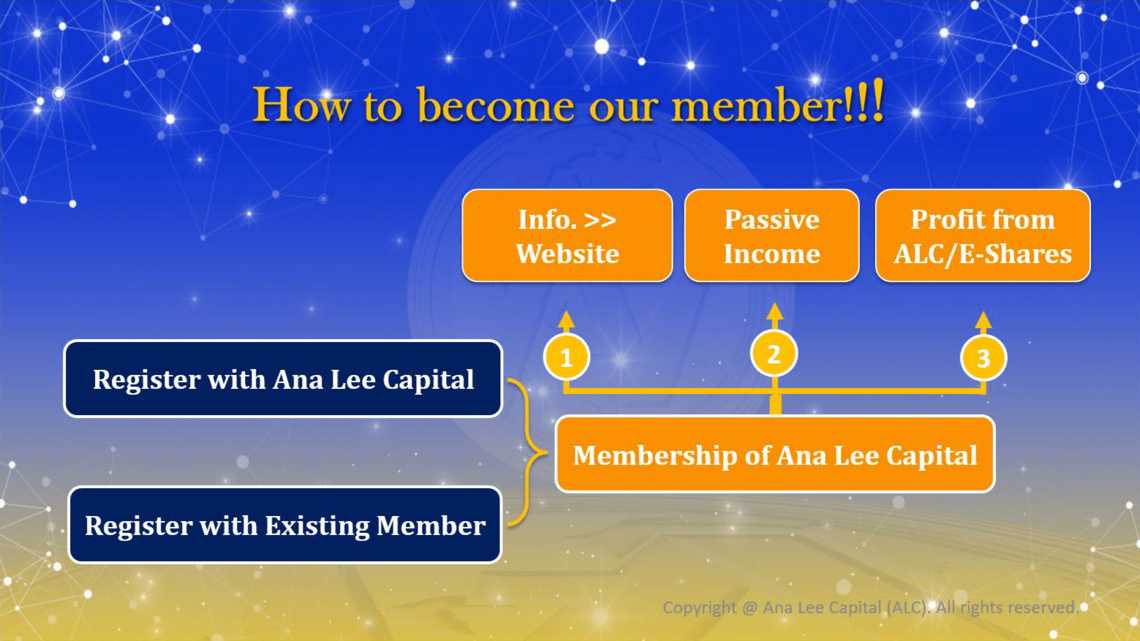 How to become our member!!!
Info. >>
Website
Passive
Income
Profit from
ALC/E-Shares
1
2
3
Register with Ana Lee Capital
Membership of Ana Lee Capital
Register with Existing Member
Copyright @ Ana Lee Capital (ALC). All rights reserved.